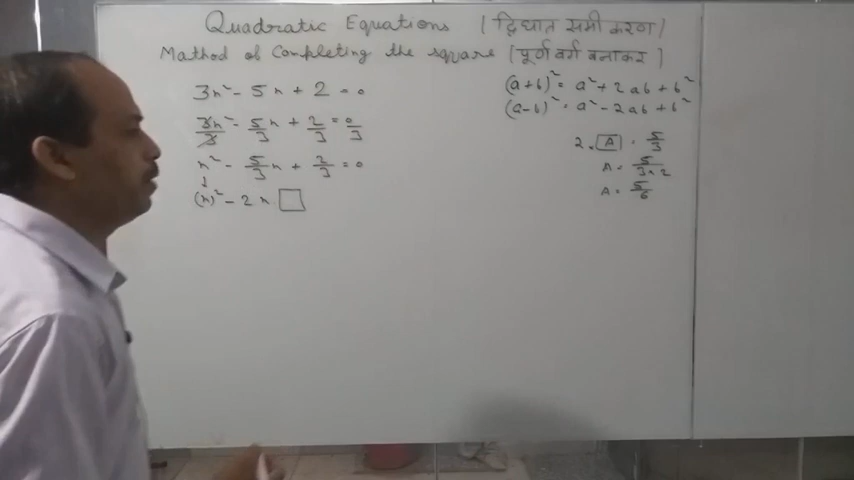 Quadratic Equations (द्विघात समीकरण)
Mathod of Completing the square (पूर्ण वर्ग बनाकर)
3x² - 5x + 2 = 0
3x²/3 - 5/3 x + 2/3 = 0/3
x² - 5/3 x + 2/3 = 0
↓
(x)² - 2x □
(a+b)² = a² + 2ab + b²
(a-b)² = a² - 2ab + b²
2. A = 5/3
A = 5/3×2
A = 5/6